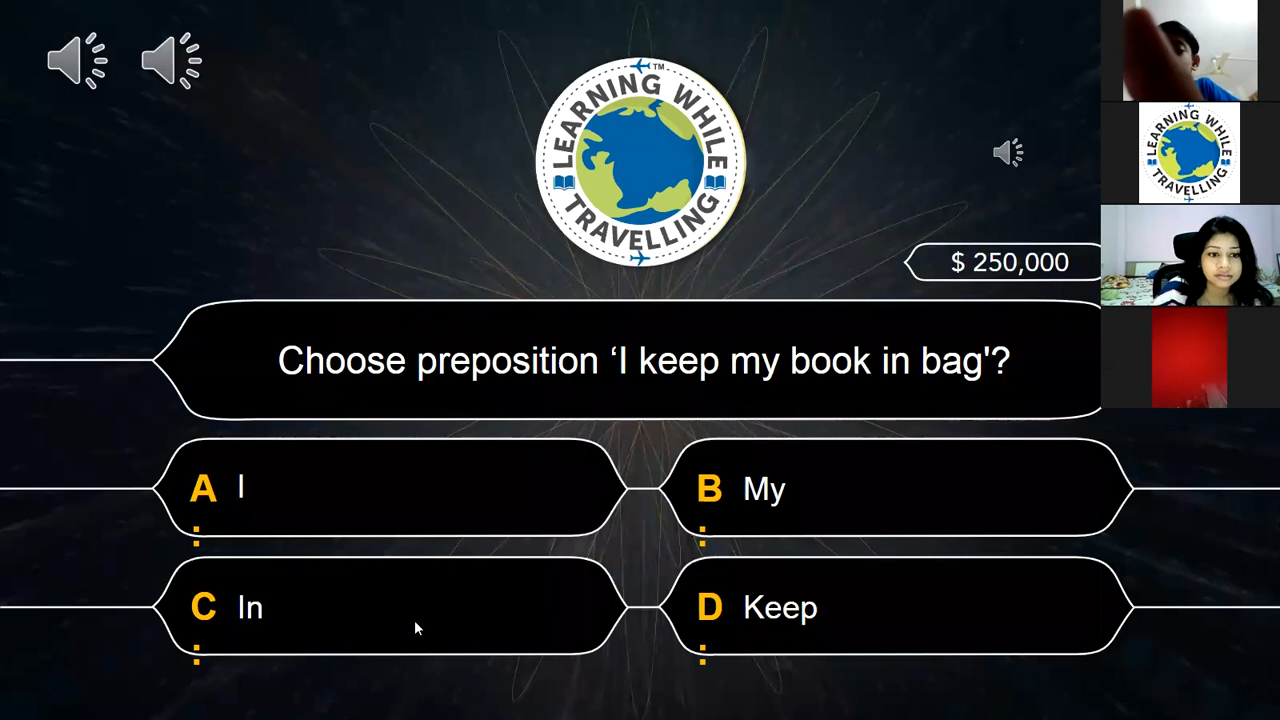 LEARNING WHILE TRAVELLING
TM
LEARNING WHILE TRAVELLING
$ 250,000
Choose preposition ‘I keep my book in bag'?
A: I
B: My
C: In
D: Keep